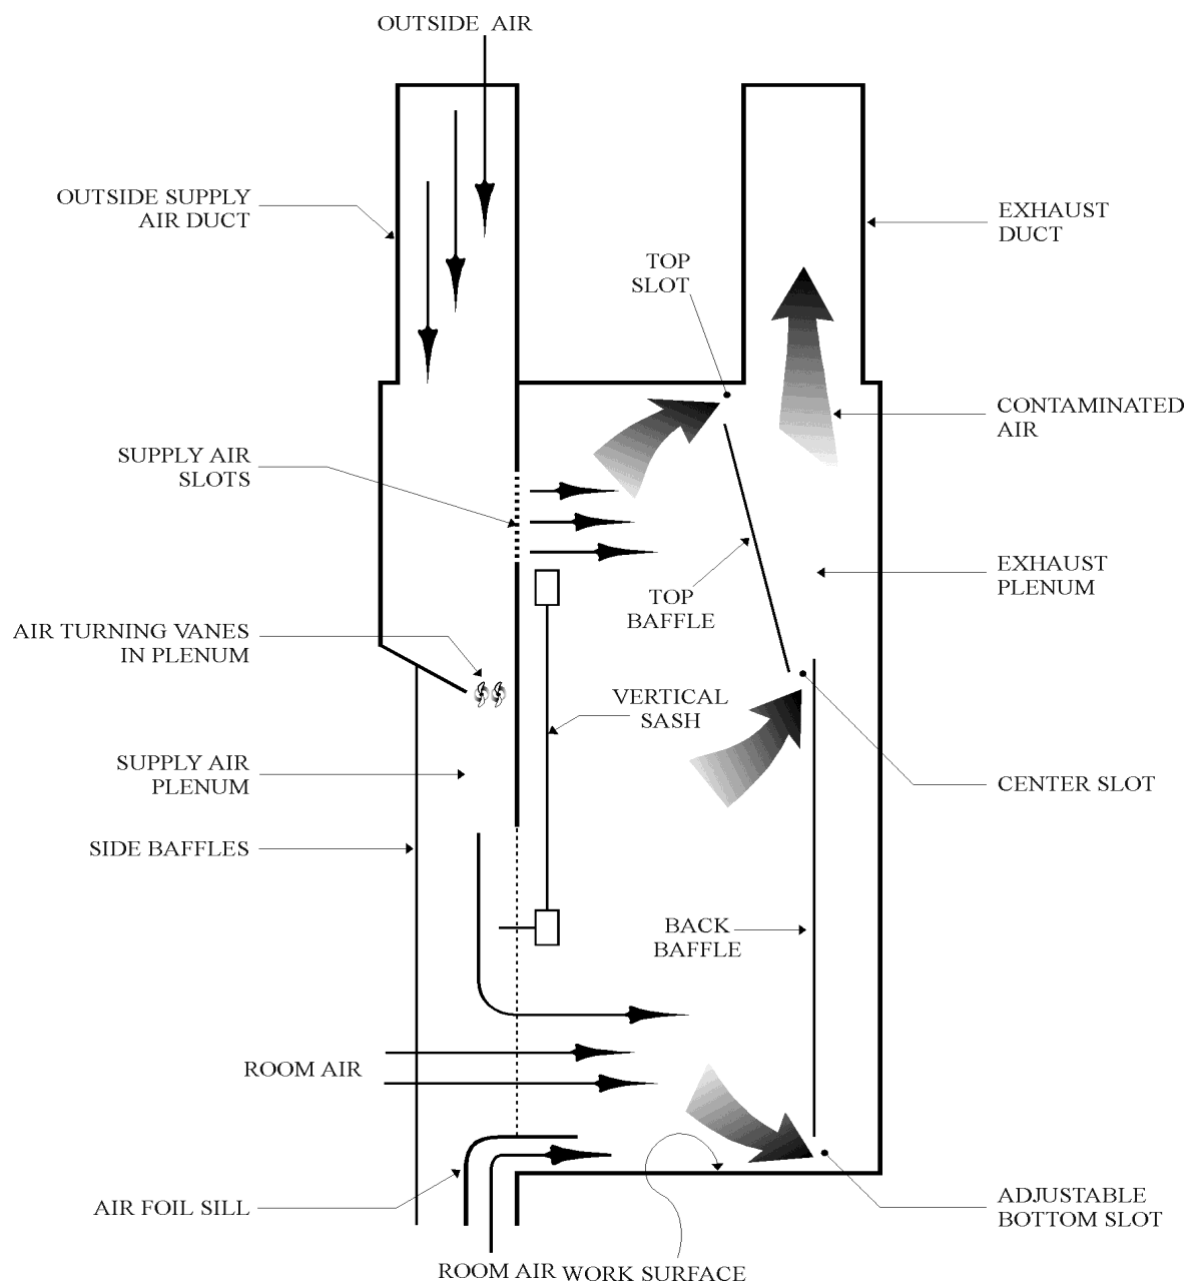 OUTSIDE AIR
OUTSIDE SUPPLY
AIR DUCT
EXHAUST
DUCT
TOP
SLOT
CONTAMINATED
AIR
SUPPLY AIR
SLOTS
EXHAUST
PLENUM
TOP
BAFFLE
AIR TURNING VANES
IN PLENUM
VERTICAL
SASH
SUPPLY AIR
PLENUM
CENTER SLOT
SIDE BAFFLES
BACK
BAFFLE
ROOM AIR
AIR FOIL SILL
ADJUSTABLE
BOTTOM SLOT
ROOM AIR
WORK SURFACE